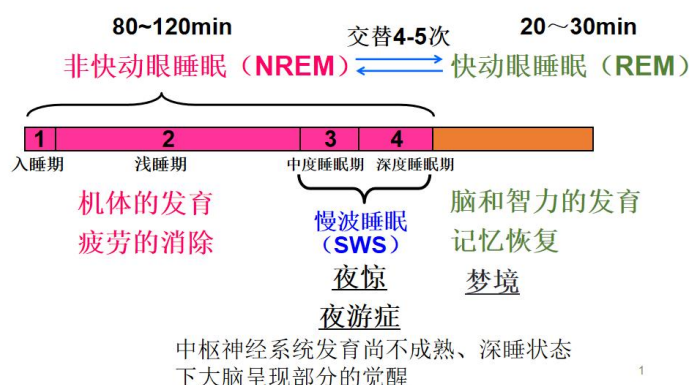 80~120min
20～30min
交替4-5次
非快动眼睡眠（NREM）
快动眼睡眠（REM）
1
2
3
4
入睡期
浅睡期
中度睡眠期
深度睡眠期
机体的发育
疲劳的消除
慢波睡眠
（SWS）
夜惊
夜游症
脑和智力的发育
记忆恢复
梦境
中枢神经系统发育尚不成熟、深睡状态
下大脑呈现部分的觉醒
1